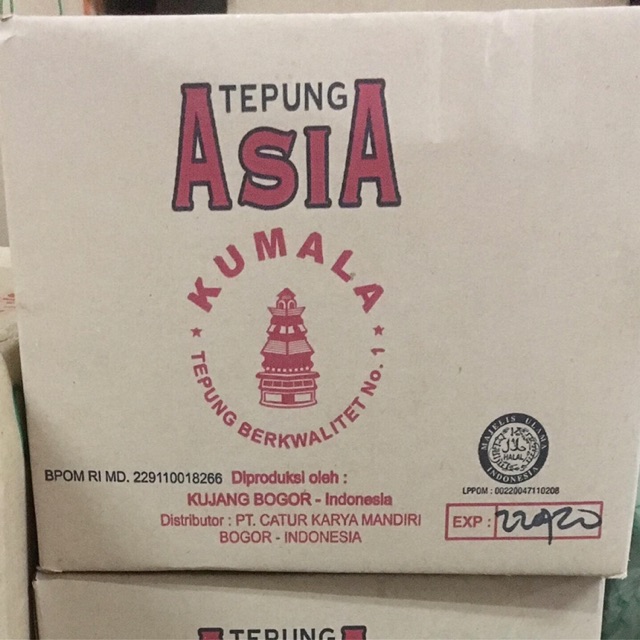 TEPUNG
ASIA
KUMALA
TEPUNG BERKWALITET No. 1
MAJELIS ULAMA
HALAL
INDONESIA
LPPOM : 00220047110208
BPOM RI MD. 229110018266 Diproduksi oleh :
KUJANG BOGOR - Indonesia
Distributor : PT. CATUR KARYA MANDIRI
BOGOR - INDONESIA
EXP :
TEPUNG